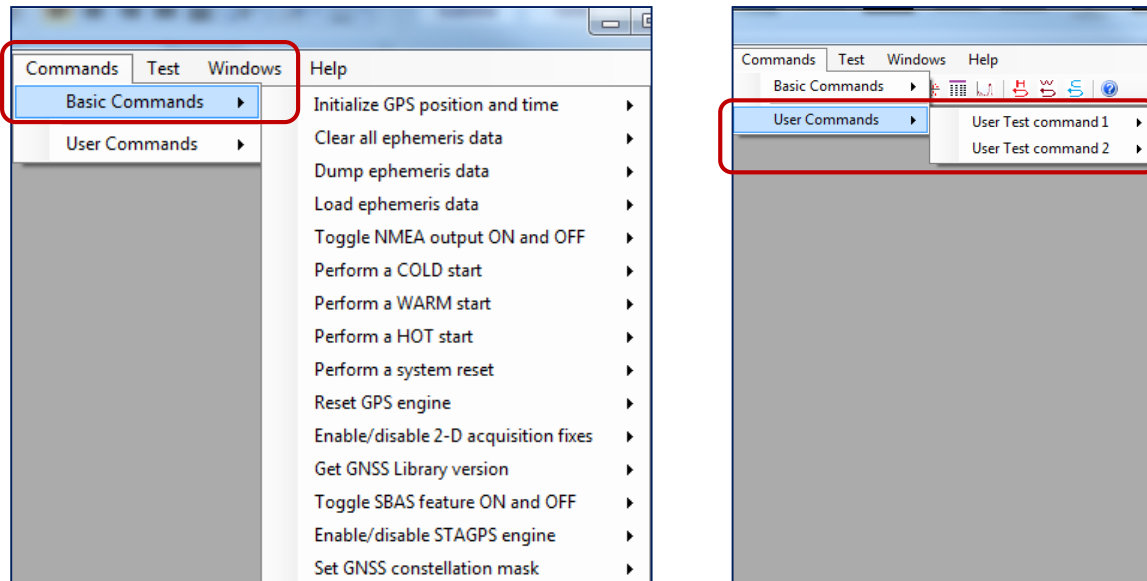 Commands Test Windows Help
Basic Commands
User Commands
Initialize GPS position and time
Clear all ephemeris data
Dump ephemeris data
Load ephemeris data
Toggle NMEA output ON and OFF
Perform a COLD start
Perform a WARM start
Perform a HOT start
Perform a system reset
Reset GPS engine
Enable/disable 2-D acquisition fixes
Get GNSS Library version
Toggle SBAS feature ON and OFF
Enable/disable STAGPS engine
Set GNSS constellation mask
Commands Test Windows Help
Basic Commands
User Commands
User Test command 1
User Test command 2